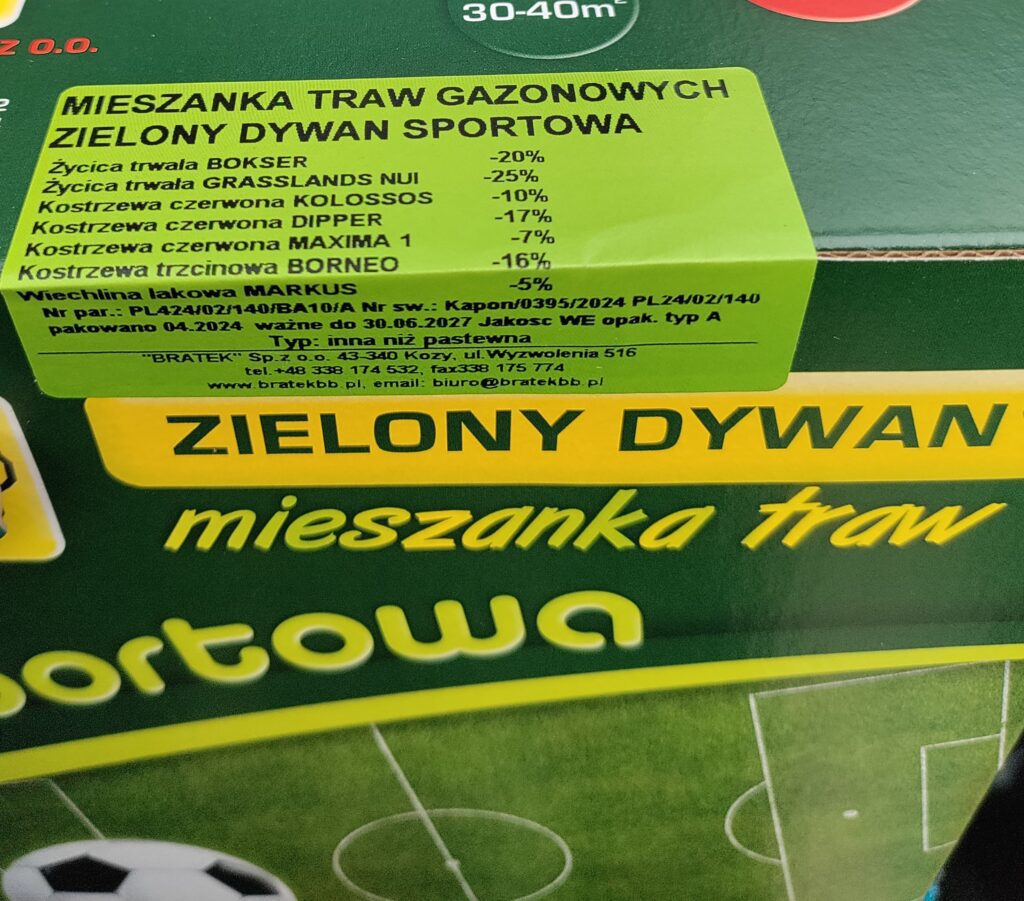 30-40m²
z o.o.
MIESZANKA TRAW GAZONOWYCH
ZIELONY DYWAN SPORTOWA
Życica trwała BOKSER -20%
Życica trwała GRASSLANDS NUI -25%
Kostrzewa czerwona KOLOSSOS -10%
Kostrzewa czerwona DIPPER -17%
Kostrzewa czerwona MAXIMA 1 -7%
Kostrzewa trzcinowa BORNEO -16%
Wiechlina łąkowa MARKUS -5%
Nr par.: PL424/02/140/BA10/A Nr sw.: Kapon/0395/2024 PL24/02/140
pakowano 04.2024 ważne do 30.06.2027 Jakosc WE opak. typ A
Typ: inna niż pastewna
"BRATEK" Sp.z o.o. 43-340 Kozy, ul.Wyzwolenia 516
tel.+48 338 174 532, fax338 175 774
www.bratekbb.pl, email: biuro@bratekbb.pl
ZIELONY DYWAN
mieszanka traw
portowa